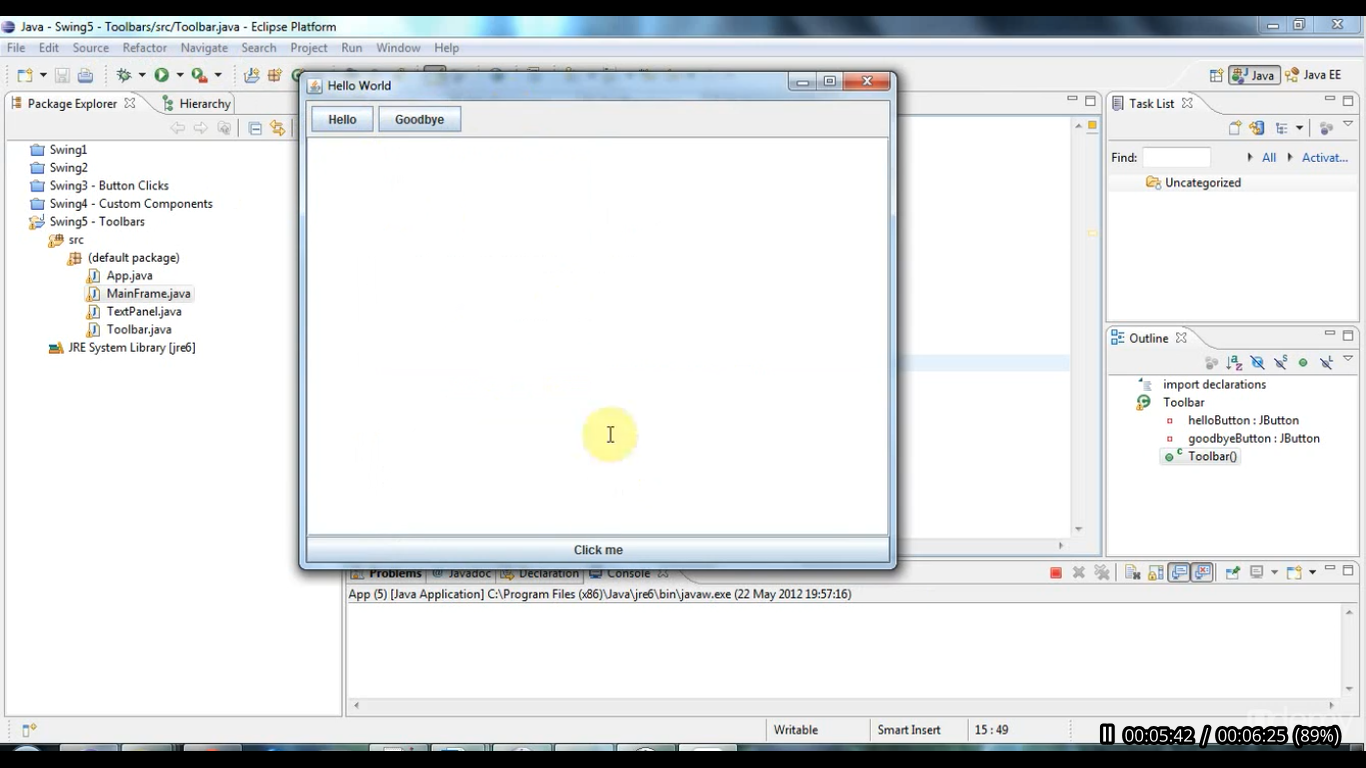 Java - Swing5 - Toolbars/src/Toolbar.java - Eclipse Platform
File Edit Source Refactor Navigate Search Project Run Window Help
Java Java EE
Package Explorer Hierarchy
Swing1
Swing2
Swing3 - Button Clicks
Swing4 - Custom Components
Swing5 - Toolbars
src
(default package)
App.java
MainFrame.java
TextPanel.java
Toolbar.java
JRE System Library [jre6]
Hello World
Hello Goodbye
Click me
Task List
Find: All Activat...
Uncategorized
Outline
import declarations
Toolbar
helloButton : JButton
goodbyeButton : JButton
Toolbar()
Problems Javadoc Declaration Console
App (5) [Java Application] C:\Program Files (x86)\Java\jre6\bin\javaw.exe (22 May 2012 19:57:16)
Writable Smart Insert 15 : 49
00:05:42 / 00:06:25 (89%)